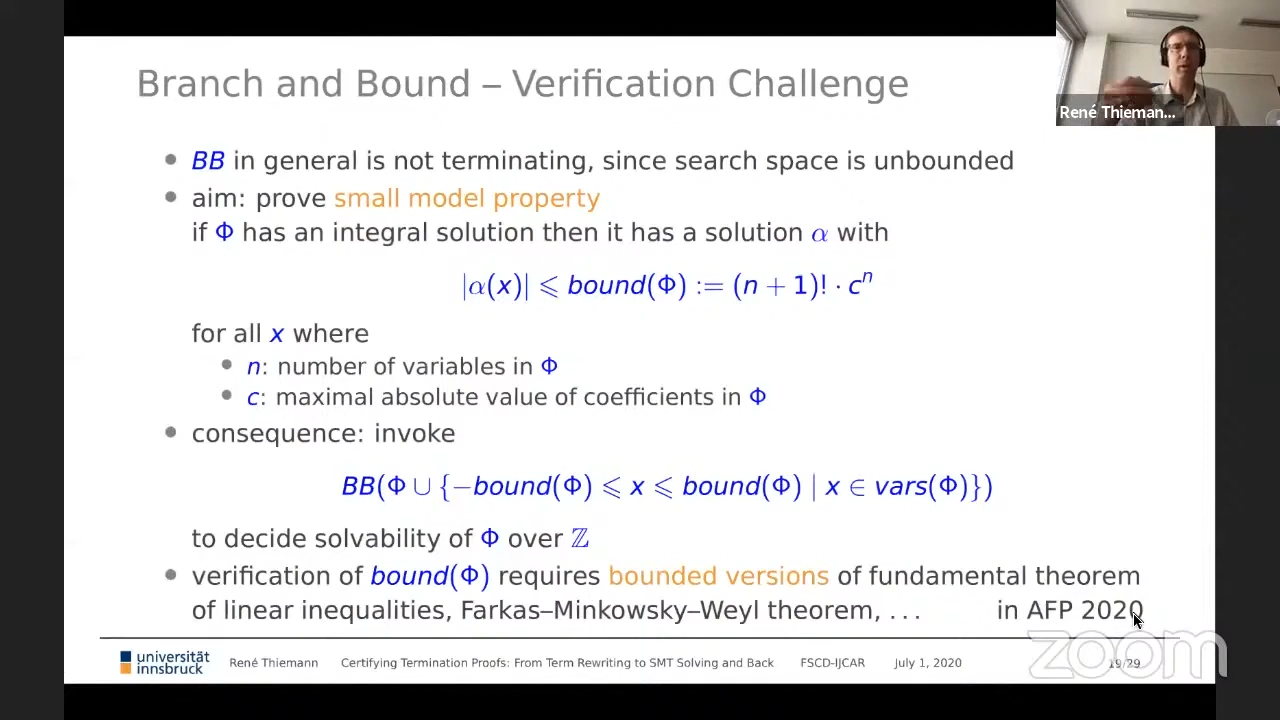 Branch and Bound – Verification Challenge
René Thieman...
• BB in general is not terminating, since search space is unbounded
• aim: prove small model property
if Φ has an integral solution then it has a solution α with
|α(x)| ⩽ bound(Φ) := (n + 1)! · cⁿ
for all x where
• n: number of variables in Φ
• c: maximal absolute value of coefficients in Φ
• consequence: invoke
BB(Φ ∪ {−bound(Φ) ⩽ x ⩽ bound(Φ) | x ∈ vars(Φ)})
to decide solvability of Φ over ℤ
• verification of bound(Φ) requires bounded versions of fundamental theorem
of linear inequalities, Farkas–Minkowsky–Weyl theorem, ... in AFP 2020
universität
innsbruck
René Thiemann Certifying Termination Proofs: From Term Rewriting to SMT Solving and Back FSCD-IJCAR July 1, 2020 19/29
zoom